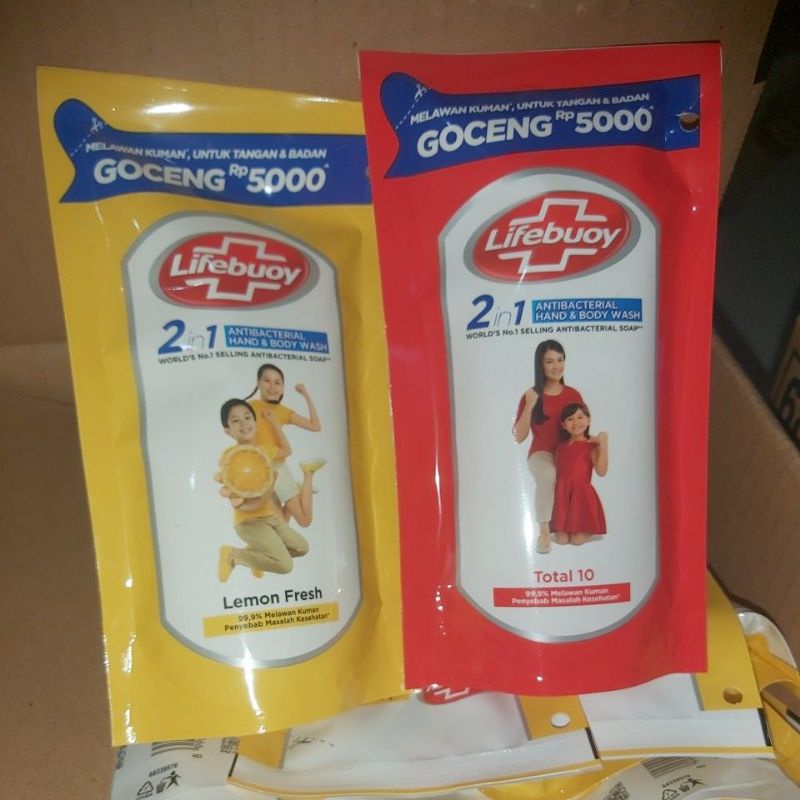 MELAWAN KUMAN*, UNTUK TANGAN & BADAN
GOCENG Rp5000^
Lifebuoy
2in1 ANTIBACTERIAL
HAND & BODY WASH
WORLD'S No.1 SELLING ANTIBACTERIAL SOAP**
Lemon Fresh
99,9% Melawan Kuman
Penyebab Masalah Kesehatan*
MELAWAN KUMAN*, UNTUK TANGAN & BADAN
GOCENG Rp5000^
Lifebuoy
2in1 ANTIBACTERIAL
HAND & BODY WASH
WORLD'S No.1 SELLING ANTIBACTERIAL SOAP**
Total 10
99,9% Melawan Kuman
Penyebab Masalah Kesehatan*